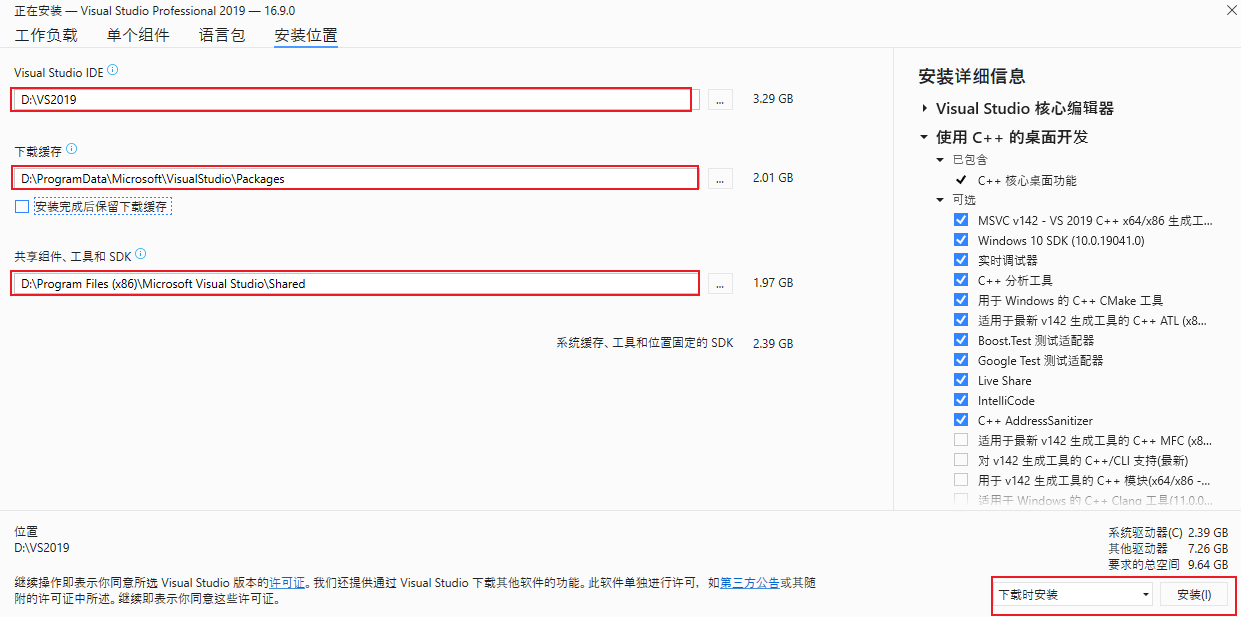 正在安装 — Visual Studio Professional 2019 — 16.9.0
工作负载 单个组件 语言包 安装位置
Visual Studio IDE
D:\VS2019 ... 3.29 GB
下载缓存
D:\ProgramData\Microsoft\VisualStudio\Packages ... 2.01 GB
安装完成后保留下载缓存
共享组件、工具和 SDK
D:\Program Files (x86)\Microsoft Visual Studio\Shared ... 1.97 GB
系统缓存、工具和位置固定的 SDK 2.39 GB
安装详细信息
Visual Studio 核心编辑器
使用 C++ 的桌面开发
已包含
C++ 核心桌面功能
可选
MSVC v142 - VS 2019 C++ x64/x86 生成工...
Windows 10 SDK (10.0.19041.0)
实时调试器
C++ 分析工具
用于 Windows 的 C++ CMake 工具
适用于最新 v142 生成工具的 C++ ATL (x8...
Boost.Test 测试适配器
Google Test 测试适配器
Live Share
IntelliCode
C++ AddressSanitizer
适用于最新 v142 生成工具的 C++ MFC (x8...
对 v142 生成工具的 C++/CLI 支持(最新)
用于 v142 生成工具的 C++ 模块(x64/x86 -...
适用于 Windows 的 C++ Clang 工具(11.0.0...
位置
D:\VS2019
继续操作即表示你同意所选 Visual Studio 版本的许可证。我们还提供通过 Visual Studio 下载其他软件的功能。此软件单独进行许可，如第三方公告或其随
附的许可证中所述。继续即表示你同意这些许可证。
系统驱动器(C) 2.39 GB
其他驱动器 7.26 GB
要求的总空间 9.64 GB
下载时安装 安装(I)